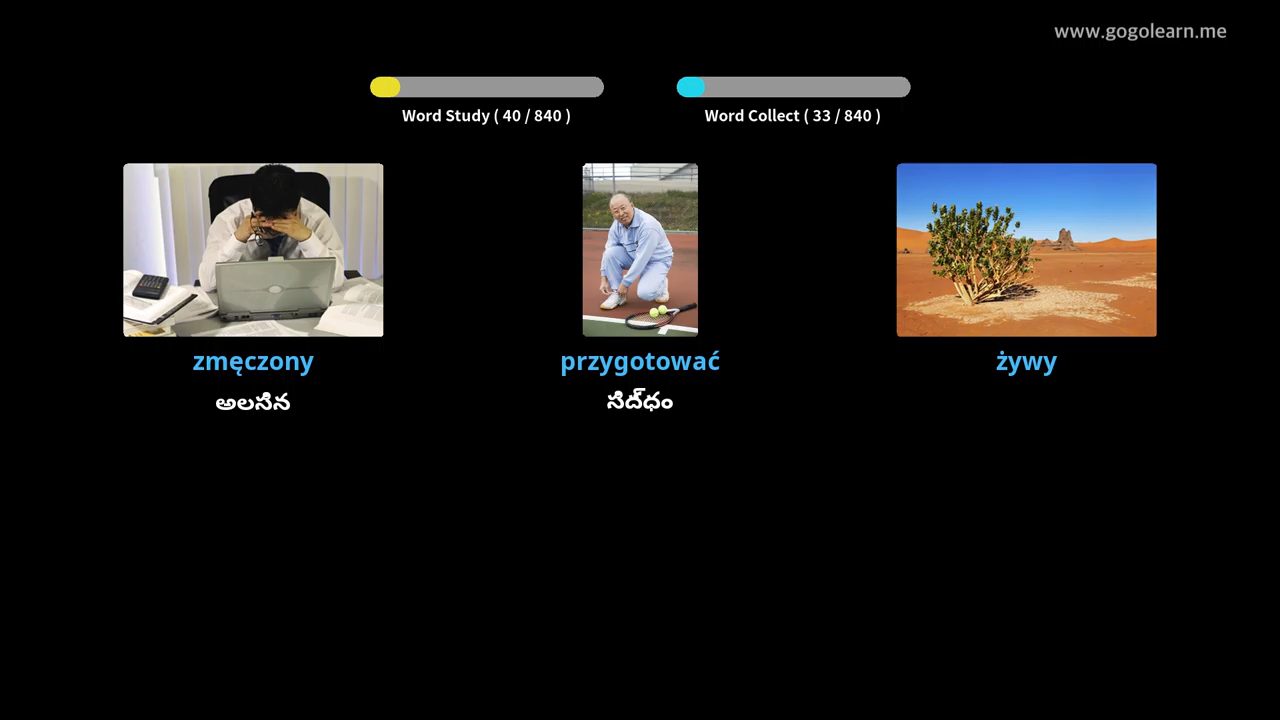 www.gogolearn.me
Word Study ( 40 / 840 )
Word Collect ( 33 / 840 )
zmęczony
przygotować
żywy
అలసిన
సిద్ధం